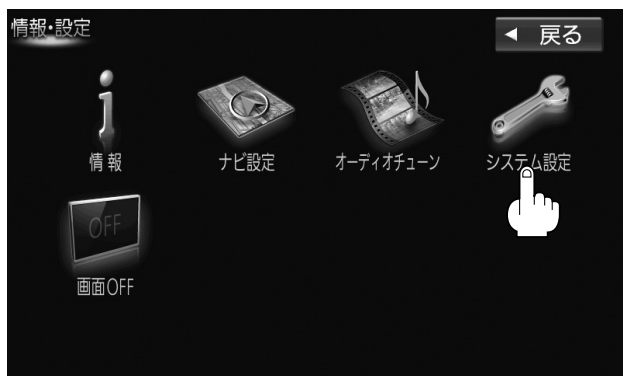 情報・設定
◀ 戻る
情報
ナビ設定
オーディオチューン
システム設定
OFF
画面OFF